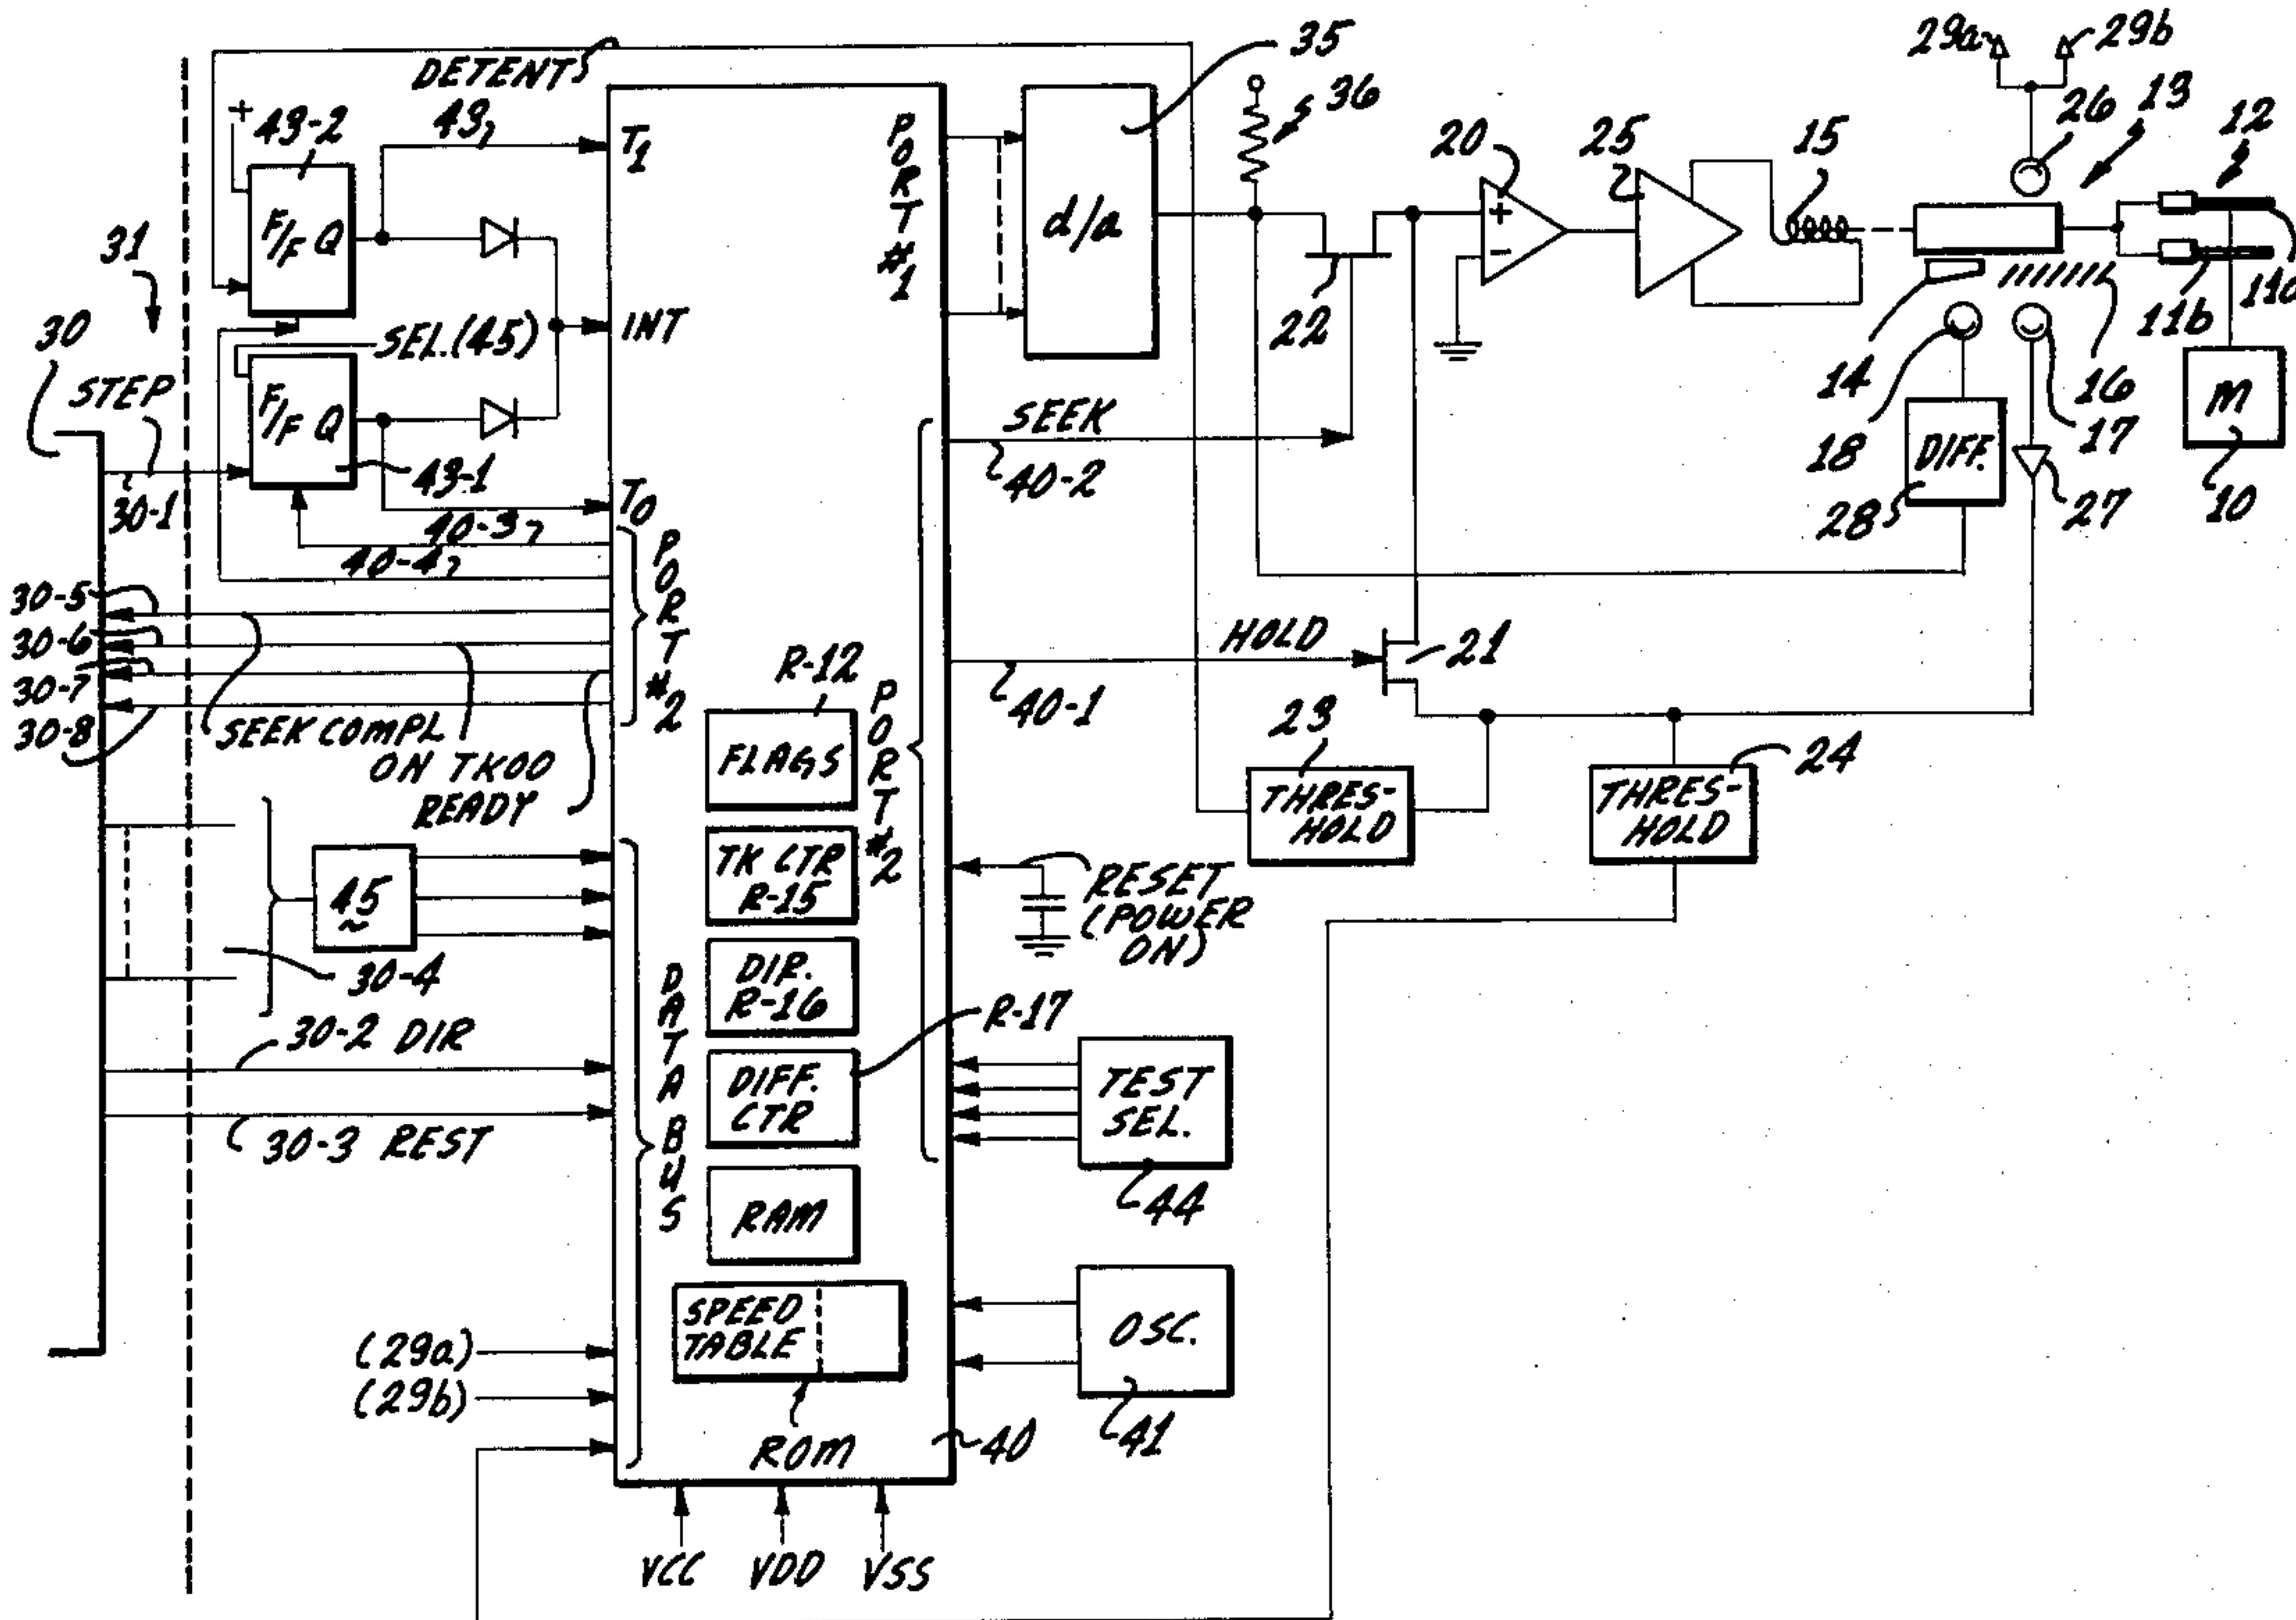 35
29a
29b
DETENT
36
26
13
12
43
+
43-2
T1
PORT #1
20
25
15
F/F Q
d/a
+
-
31
INT
22
11b
30
SEL.(45)
14
16
STEP
F/F Q
SEEK
M
18
DIFF.
17
43-1
40-2
30-1
T0
40-3
28
27
10
40-4
30-5
PORT #2
30-6
R-12
HOLD
21
30-7
PORT #2
40-1
23
30-8
SEEK COMPL
FLAGS
24
ON TK00
THRES-
HOLD
THRES-
HOLD
READY
TK CTR
R-15
RESET
(POWER
ON)
45
30-4
DATA BUS
DIR.
R-16
R-17
30-2 DIR
DIFF.
CTR
TEST
SEL.
30-3 REST
RAM
44
SPEED
TABLE
OSC.
(29a)
(29b)
ROM
40
41
VCC
VDD
VSS